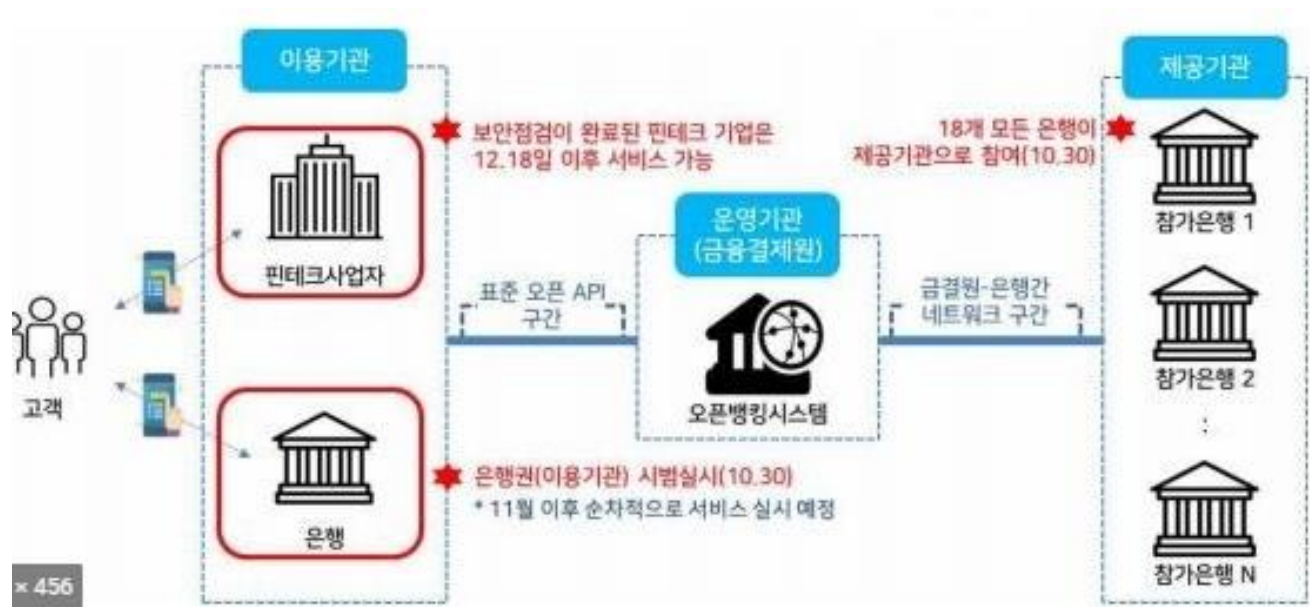 이용기관
제공기관
보안점검이 완료된 핀테크 기업은
12.18일 이후 서비스 가능
18개 모든 은행이
제공기관으로 참여(10.30)
핀테크사업자
운영기관
(금융결제원)
참가은행 1
표준 오픈 API
구간
금결원-은행간
네트워크 구간
고객
오픈뱅킹시스템
참가은행 2
:
은행권(이용기관) 시범실시(10.30)
* 11월 이후 순차적으로 서비스 실시 예정
은행
참가은행 N
× 456